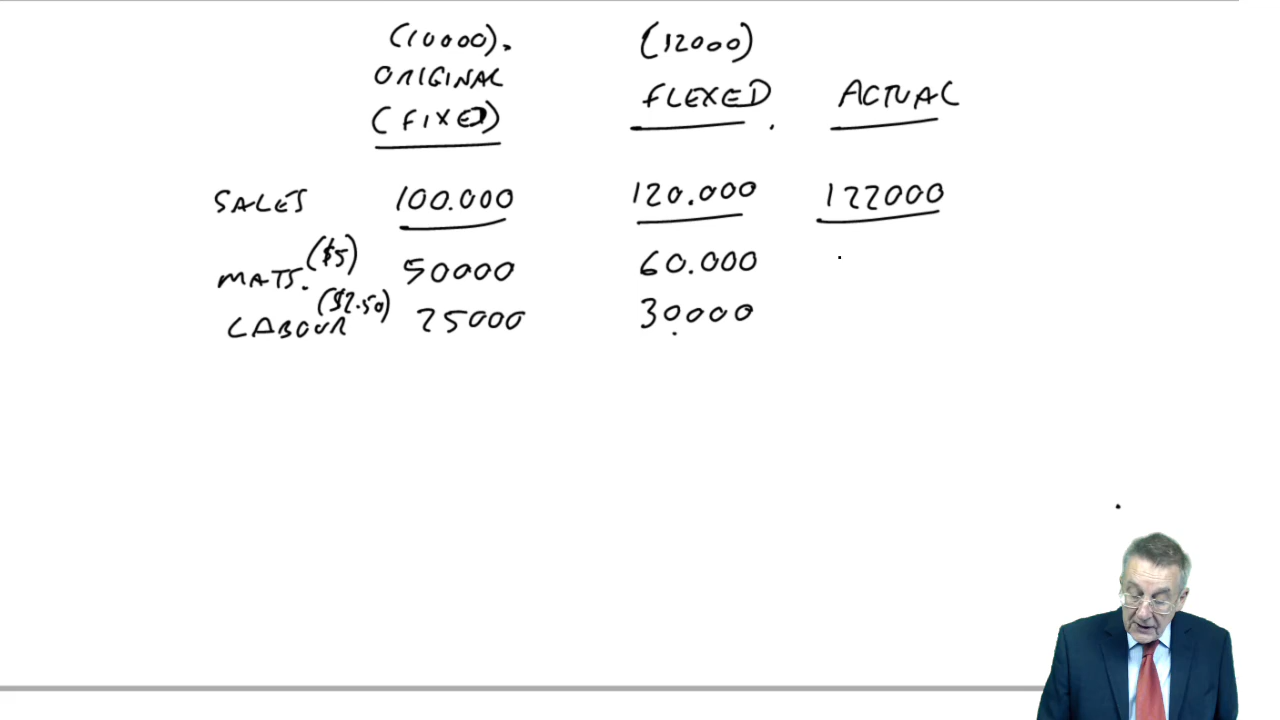 (10000). (12000)
ORIGINAL
(FIXED) FLEXED ACTUAL
SALES 100.000 120.000 122000
MATS. ($5) 50000 60.000
LABOUR ($2.50) 25000 30000